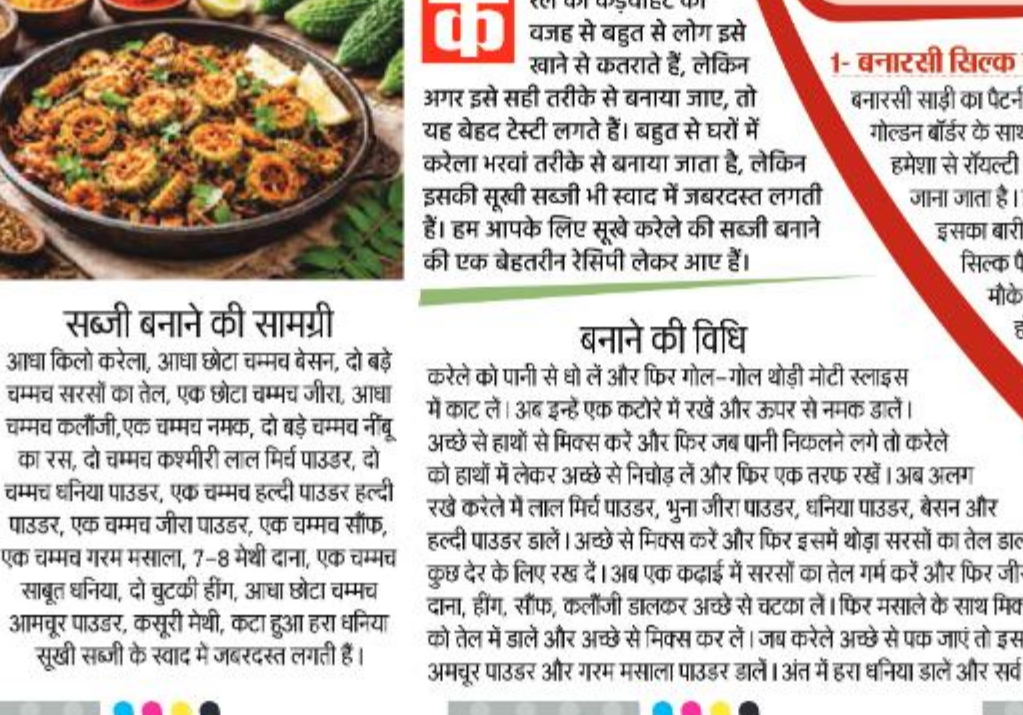 क
रेले की कड़वाहट की
वजह से बहुत से लोग इसे
खाने से कतराते हैं, लेकिन
अगर इसे सही तरीके से बनाया जाए, तो
यह बेहद टेस्टी लगते हैं। बहुत से घरों में
करेला भरवां तरीके से बनाया जाता है, लेकिन
इसकी सूखी सब्जी भी स्वाद में जबरदस्त लगती
हैं। हम आपके लिए सूखे करेले की सब्जी बनाने
की एक बेहतरीन रेसिपी लेकर आए हैं।
सब्जी बनाने की सामग्री
आधा किलो करेला, आधा छोटा चम्मच बेसन, दो बड़े
चम्मच सरसों का तेल, एक छोटा चम्मच जीरा, आधा
चम्मच कलौंजी,एक चम्मच नमक, दो बड़े चम्मच नींबू
का रस, दो चम्मच कश्मीरी लाल मिर्च पाउडर, दो
चम्मच धनिया पाउडर, एक चम्मच हल्दी पाउडर हल्दी
पाउडर, एक चम्मच जीरा पाउडर, एक चम्मच सौंफ,
एक चम्मच गरम मसाला, 7-8 मेथी दाना, एक चम्मच
साबूत धनिया, दो चुटकी हींग, आधा छोटा चम्मच
आमचूर पाउडर, कसूरी मेथी, कटा हुआ हरा धनिया
सूखी सब्जी के स्वाद में जबरदस्त लगती हैं।
बनाने की विधि
करेले को पानी से धो लें और फिर गोल-गोल थोड़ी मोटी स्लाइस
में काट लें। अब इन्हें एक कटोरे में रखें और ऊपर से नमक डालें।
अच्छे से हाथों से मिक्स करें और फिर जब पानी निकलने लगे तो करेले
को हाथों में लेकर अच्छे से निचोड़ लें और फिर एक तरफ रखें। अब अलग
रखे करेले में लाल मिर्च पाउडर, भुना जीरा पाउडर, धनिया पाउडर, बेसन और
हल्दी पाउडर डालें। अच्छे से मिक्स करें और फिर इसमें थोड़ा सरसों का तेल डाल
कुछ देर के लिए रख दें। अब एक कढ़ाई में सरसों का तेल गर्म करें और फिर
दाना, हींग, सौंफ, कलौंजी डालकर अच्छे से चटका लें। फिर मसाले के साथ
को तेल में डालें और अच्छे से मिक्स कर लें। जब करेले अच्छे से पक जाएं तो
अमचूर पाउडर और गरम मसाला पाउडर डालें। अंत में हरा धनिया डालें और
1- बनारसी सिल्क
बनारसी साड़ी का
गोल्डन बॉर्डर के
हमेशा से रॉयल्टी
जाना जाता है।
इसका
सिल्क